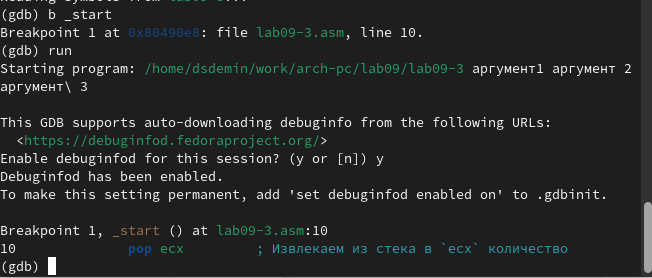 (gdb) b _start
Breakpoint 1 at 0x80490e8: file lab09-3.asm, line 10.
(gdb) run
Starting program: /home/dsdemin/work/arch-pc/lab09/lab09-3 аргумент1 аргумент 2
аргумент\ 3
This GDB supports auto-downloading debuginfo from the following URLs:
<https://debuginfod.fedoraproject.org/>
Enable debuginfod for this session? (y or [n]) y
Debuginfod has been enabled.
To make this setting permanent, add 'set debuginfod enabled on' to .gdbinit.
Breakpoint 1, _start () at lab09-3.asm:10
10 pop ecx ; Извлекаем из стека в `ecx` количество
(gdb)